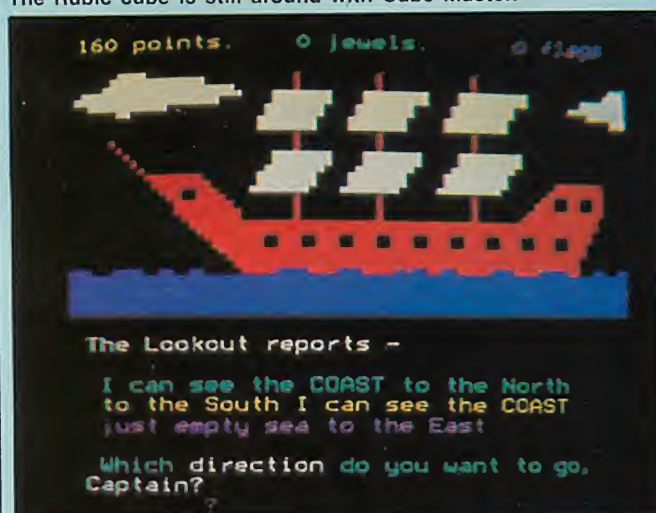 The Rubic cube is still around with Cube Master.
160 points. 0 jewels. 0 flags
The Lookout reports -
I can see the COAST to the North
to the South I can see the COAST
just empty sea to the East
Which direction do you want to go,
Captain?
?